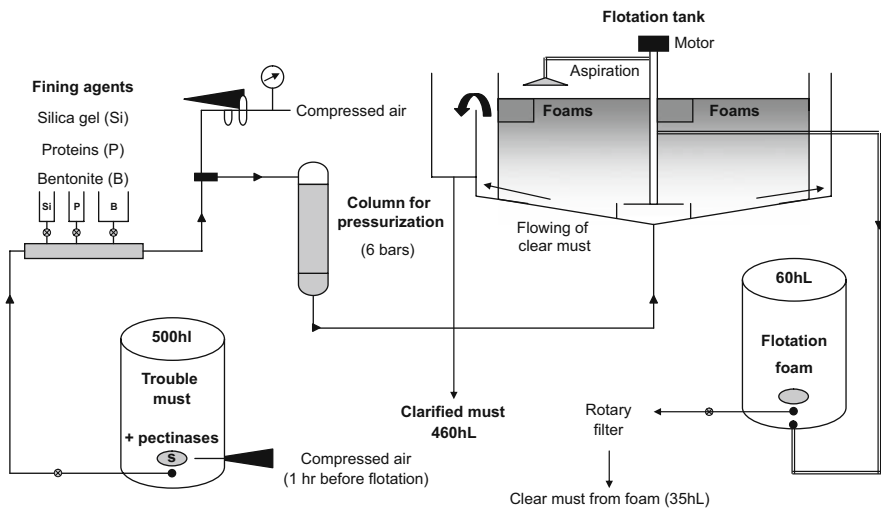 Flotation tank
Motor
Aspiration
Fining agents
Silica gel (Si)
Proteins (P)
Bentonite (B)
Si
P
B
Compressed air
Foams
Foams
Column for
pressurization
(6 bars)
Flowing of
clear must
500hl
Trouble
must
+ pectinases
S
Compressed air
(1 hr before flotation)
Clarified must
460hL
60hL
Flotation
foam
Rotary
filter
Clear must from foam (35hL)